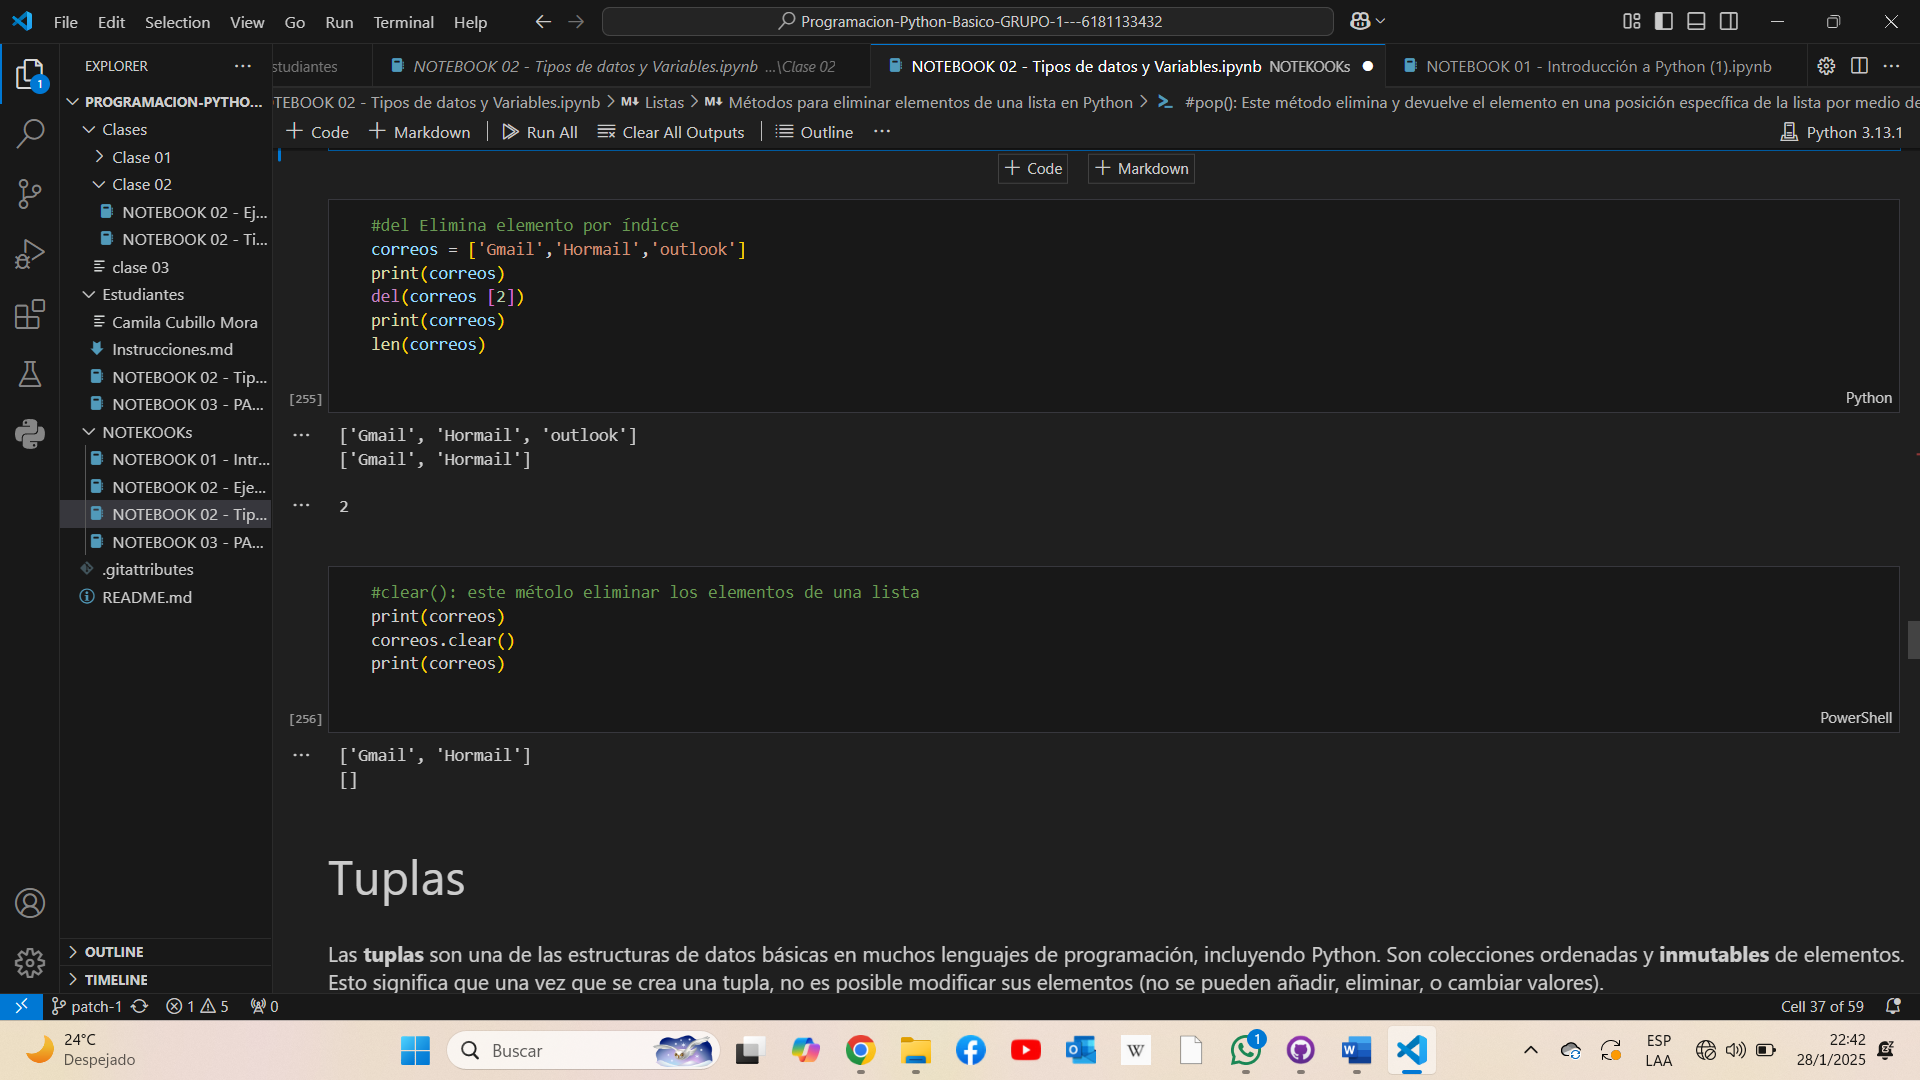 File Edit Selection View Go Run Terminal Help
Programacion-Python-Basico-GRUPO-1---6181133432
EXPLORER
studiantes
NOTEBOOK 02 - Tipos de datos y Variables.ipynb ...\Clase 02
NOTEBOOK 02 - Tipos de datos y Variables.ipynb NOTEKOOKs
NOTEBOOK 01 - Introducción a Python (1).ipynb
TEBOOK 02 - Tipos de datos y Variables.ipynb > Listas > Métodos para eliminar elementos de una lista en Python > #pop(): Este método elimina y devuelve el elemento en una posición específica de la lista por medio de
+ Code + Markdown Run All Clear All Outputs Outline ...
Python 3.13.1
PROGRAMACION-PYTHO...
Clases
Clase 01
Clase 02
NOTEBOOK 02 - Ej...
NOTEBOOK 02 - Ti...
clase 03
Estudiantes
Camila Cubillo Mora
Instrucciones.md
NOTEBOOK 02 - Tip...
NOTEBOOK 03 - PA...
NOTEKOOKs
NOTEBOOK 01 - Intr...
NOTEBOOK 02 - Eje...
NOTEBOOK 02 - Tip...
NOTEBOOK 03 - PA...
.gitattributes
README.md
OUTLINE
TIMELINE
+ Code + Markdown
#del Elimina elemento por índice
correos = ['Gmail','Hormail','outlook']
print(correos)
del(correos [2])
print(correos)
len(correos)
[255]
Python
['Gmail', 'Hormail', 'outlook']
['Gmail', 'Hormail']
2
#clear(): este métolo eliminar los elementos de una lista
print(correos)
correos.clear()
print(correos)
[256]
PowerShell
['Gmail', 'Hormail']
[]
Tuplas
Las tuplas son una de las estructuras de datos básicas en muchos lenguajes de programación, incluyendo Python. Son colecciones ordenadas y inmutables de elementos.
Esto significa que una vez que se crea una tupla, no es posible modificar sus elementos (no se pueden añadir, eliminar, o cambiar valores).
patch-1 1 5 0
Cell 37 of 59
24°C
Despejado
Buscar
1
ESP
LAA
22:42
28/1/2025